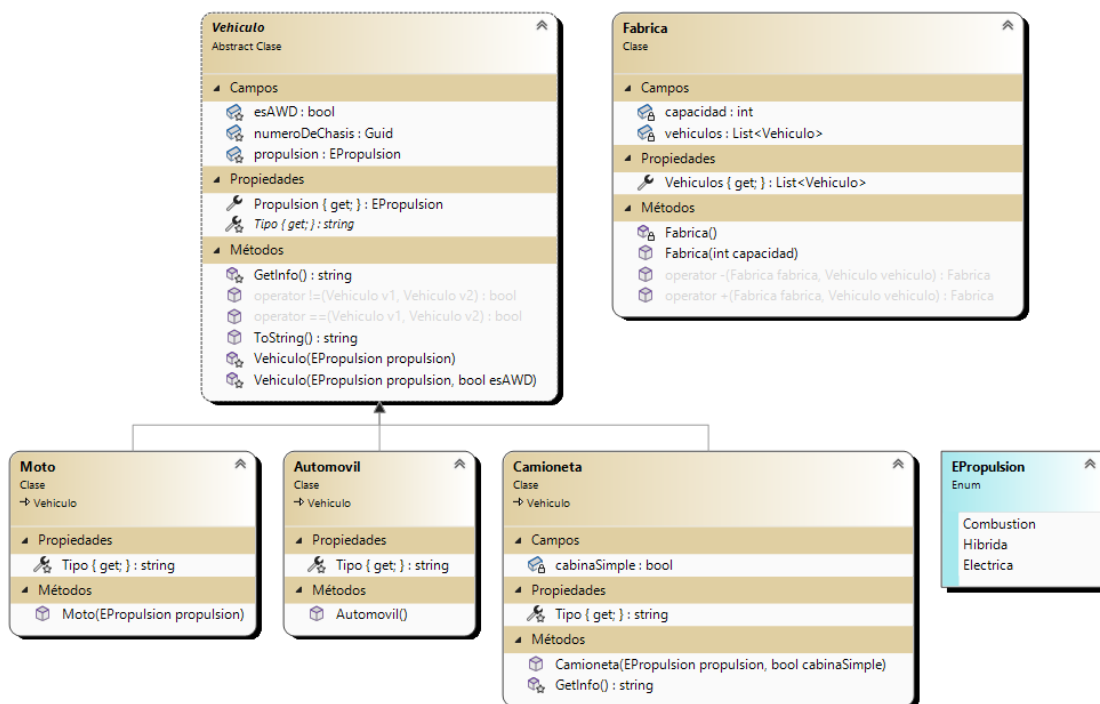 Vehiculo
Abstract Clase
Campos
esAWD : bool
numeroDeChasis : Guid
propulsion : EPropulsion
Propiedades
Propulsion { get; } : EPropulsion
Tipo { get; } : string
Métodos
GetInfo() : string
operator !=(Vehiculo v1, Vehiculo v2) : bool
operator ==(Vehiculo v1, Vehiculo v2) : bool
ToString() : string
Vehiculo(EPropulsion propulsion)
Vehiculo(EPropulsion propulsion, bool esAWD)
Fabrica
Clase
Campos
capacidad : int
vehiculos : List<Vehiculo>
Propiedades
Vehiculos { get; } : List<Vehiculo>
Métodos
Fabrica()
Fabrica(int capacidad)
operator -(Fabrica fabrica, Vehiculo vehiculo) : Fabrica
operator +(Fabrica fabrica, Vehiculo vehiculo) : Fabrica
Moto
Clase
Vehiculo
Propiedades
Tipo { get; } : string
Métodos
Moto(EPropulsion propulsion)
Automovil
Clase
Vehiculo
Propiedades
Tipo { get; } : string
Métodos
Automovil()
Camioneta
Clase
Vehiculo
Campos
cabinaSimple : bool
Propiedades
Tipo { get; } : string
Métodos
Camioneta(EPropulsion propulsion, bool cabinaSimple)
GetInfo() : string
EPropulsion
Enum
Combustion
Hibrida
Electrica